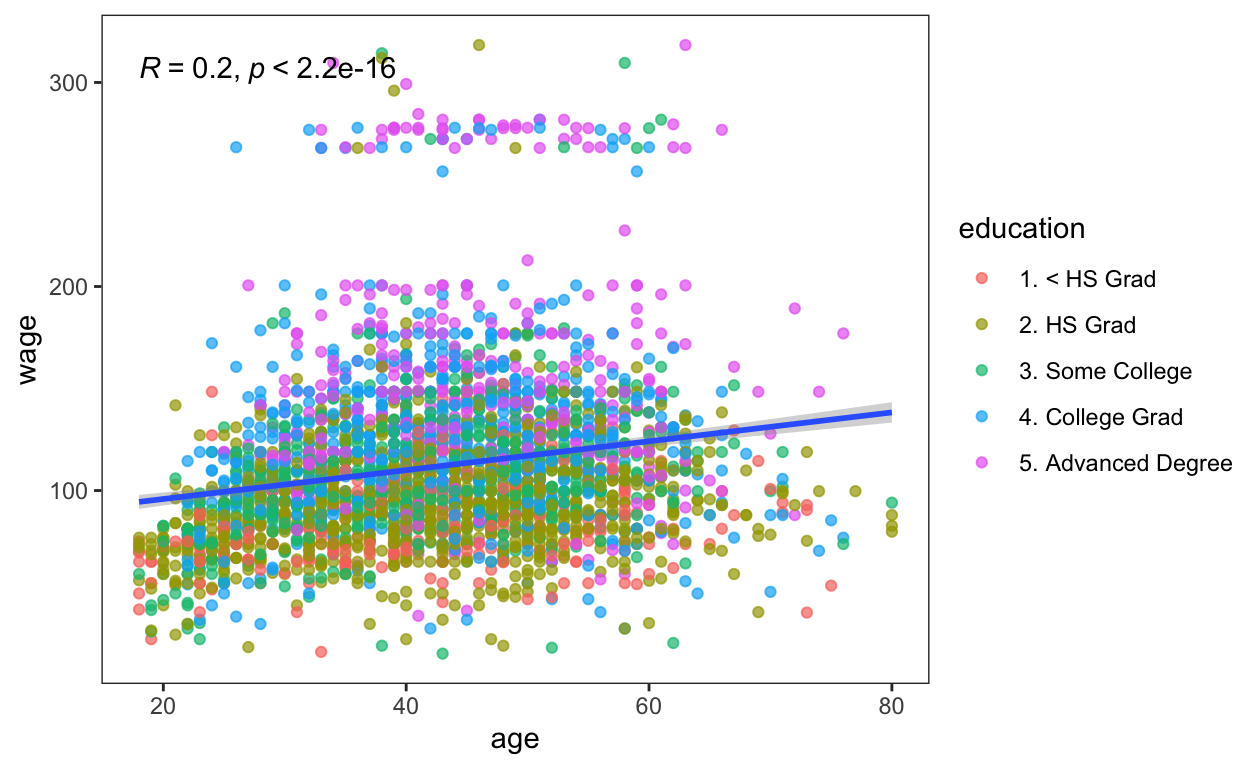 R = 0.2, p < 2.2e-16
300
200
100
wage
20
40
60
80
age
education
1. < HS Grad
2. HS Grad
3. Some College
4. College Grad
5. Advanced Degree